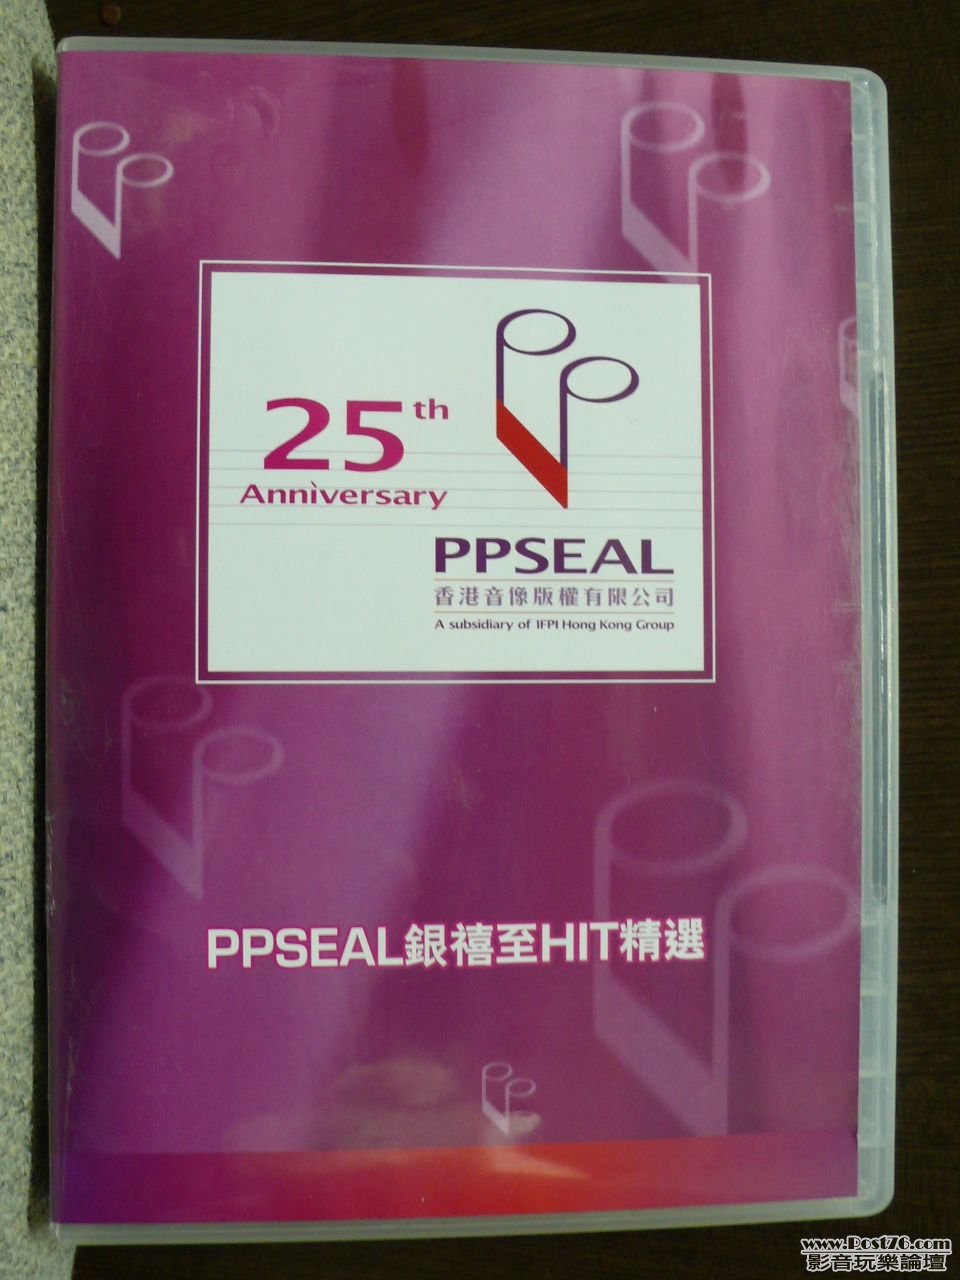 25th
Anniversary
PPSEAL
香港音像版權有限公司
A subsidiary of IFPI Hong Kong Group
PPSEAL銀禧至HIT精選
www.Post76.com
影音玩樂論壇